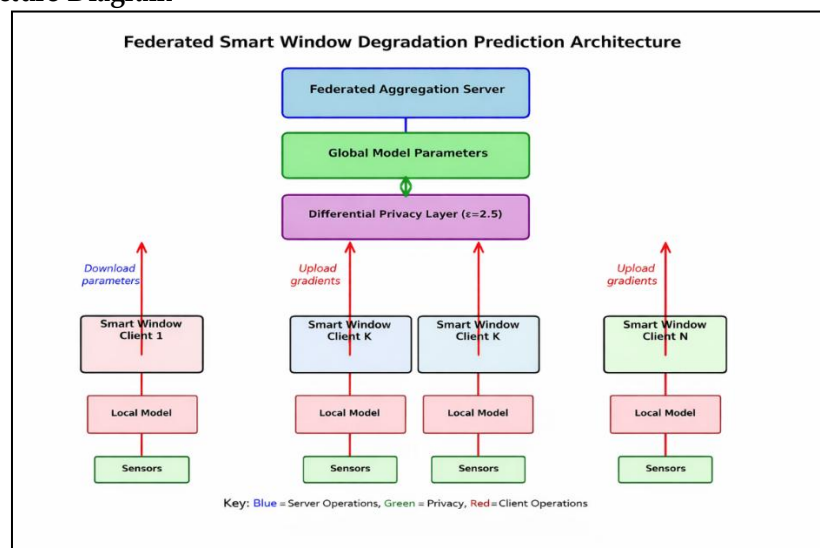 Federated Smart Window Degradation Prediction Architecture
Federated Aggregation Server
Global Model Parameters
Differential Privacy Layer (ε=2.5)
Download
parameters
Upload
gradients
Upload
gradients
Smart Window
Client 1
Smart Window
Client K
Smart Window
Client K
Smart Window
Client N
Local Model
Local Model
Local Model
Local Model
Sensors
Sensors
Sensors
Sensors
Key: Blue = Server Operations, Green = Privacy, Red=Client Operations